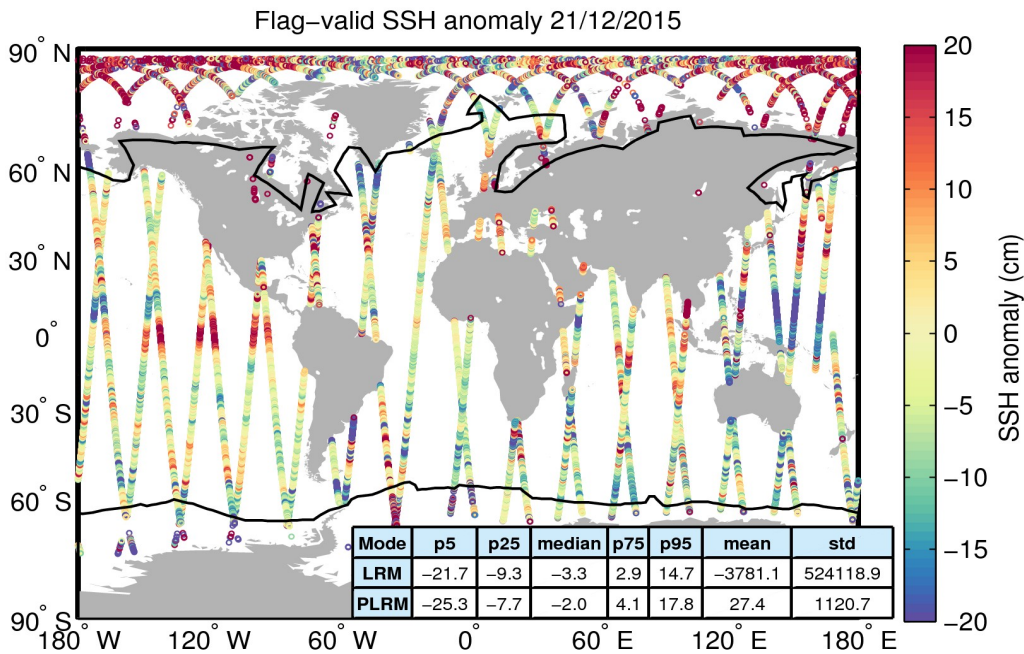 Flag−valid SSH anomaly 21/12/2015
90° N
60° N
30° N
0°
30° S
60° S
90° S
180° W
120° W
60° W
0°
60° E
120° E
180° E
20
15
10
5
0
−5
−10
−15
−20
SSH anomaly (cm)
Mode p5 p25 median p75 p95 mean std
LRM −21.7 −9.3 −3.3 2.9 14.7 −3781.1 524118.9
PLRM −25.3 −7.7 −2.0 4.1 17.8 27.4 1120.7